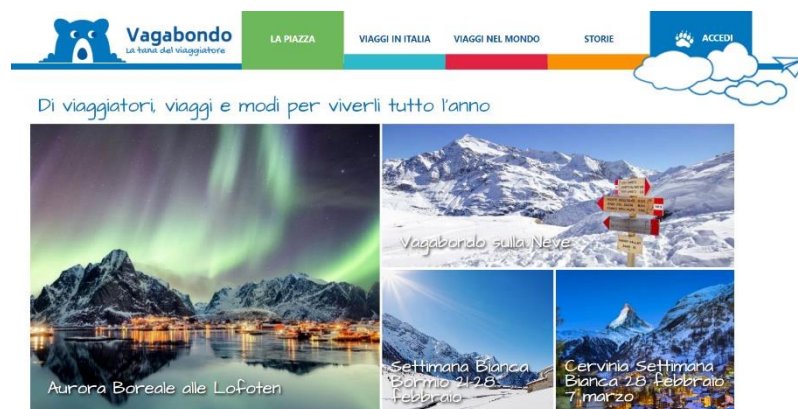 Vagabondo
La tana del viaggiatore
LA PIAZZA
VIAGGI IN ITALIA
VIAGGI NEL MONDO
STORIE
ACCEDI
Di viaggiatori, viaggi e modi per viverli tutto l'anno
Vagabondo sulla Neve
Aurora Boreale alle Lofoten
Settimana Bianca
Bormio 21-28
febbraio
Cervinia Settimana
Bianca 28 febbraio
7 marzo